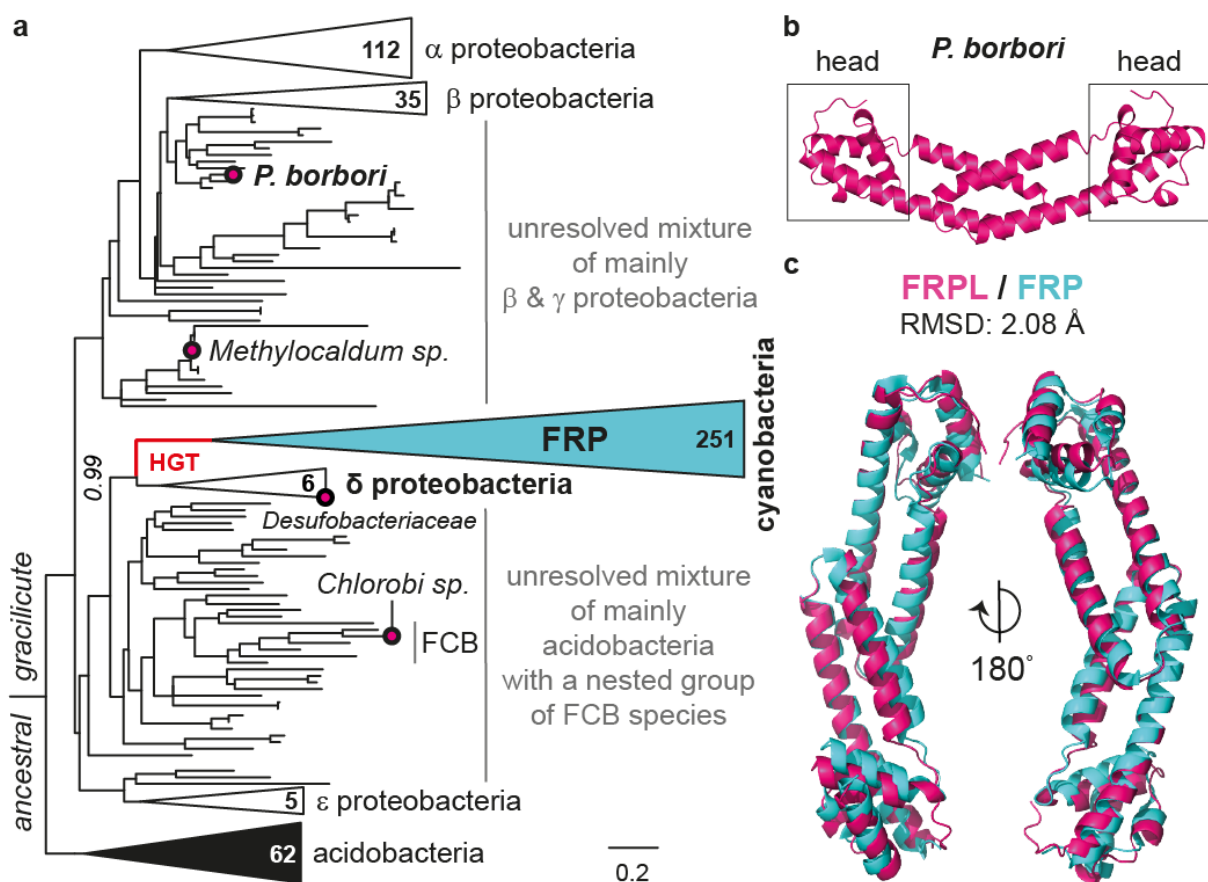 a
112
α proteobacteria
35
β proteobacteria
P. borbori
unresolved mixture
of mainly
β & γ proteobacteria
Methylocaldum sp.
0.99
HGT
FRP
251
cyanobacteria
6
δ proteobacteria
Desufobacteriaceae
Chlorobi sp.
FCB
unresolved mixture
of mainly
acidobacteria
with a nested group
of FCB species
ancestral gracilicute
5
ε proteobacteria
62
acidobacteria
0.2
b
P. borbori
head
head
c
FRPL / FRP
RMSD: 2.08 Å
180°